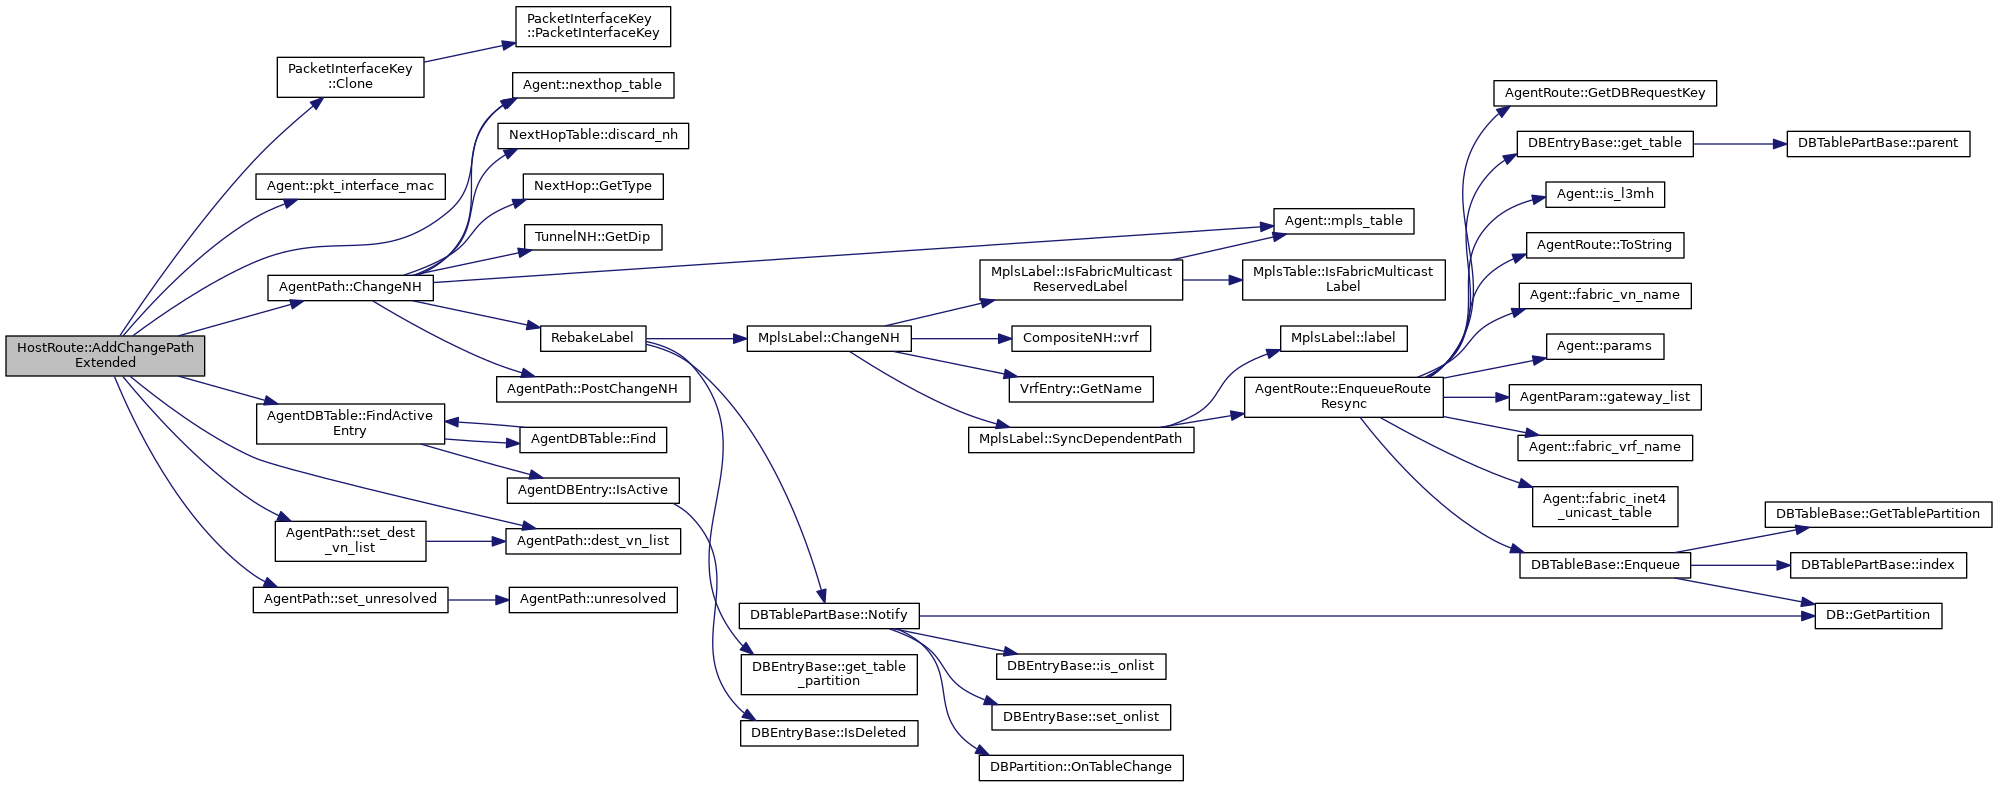 HostRoute::AddChangePath
Extended
PacketInterfaceKey
::Clone
PacketInterfaceKey
::PacketInterfaceKey
Agent::pkt_interface_mac
Agent::nexthop_table
AgentPath::ChangeNH
NextHopTable::discard_nh
NextHop::GetType
TunnelNH::GetDip
Agent::mpls_table
RebakeLabel
AgentPath::PostChangeNH
MplsLabel::ChangeNH
MplsLabel::IsFabricMulticast
ReservedLabel
MplsTable::IsFabricMulticast
Label
CompositeNH::vrf
VrfEntry::GetName
MplsLabel::SyncDependentPath
MplsLabel::label
AgentRoute::EnqueueRoute
Resync
AgentRoute::GetDBRequestKey
DBEntryBase::get_table
DBTablePartBase::parent
Agent::is_l3mh
AgentRoute::ToString
Agent::fabric_vn_name
Agent::params
AgentParam::gateway_list
Agent::fabric_vrf_name
Agent::fabric_inet4
_unicast_table
DBTableBase::Enqueue
DBTableBase::GetTablePartition
DBTablePartBase::index
DB::GetPartition
DBTablePartBase::Notify
DBEntryBase::is_onlist
DBEntryBase::set_onlist
DBPartition::OnTableChange
DBEntryBase::get_table
_partition
DBEntryBase::IsDeleted
AgentDBTable::FindActive
Entry
AgentDBTable::Find
AgentDBEntry::IsActive
AgentPath::set_dest
_vn_list
AgentPath::dest_vn_list
AgentPath::set_unresolved
AgentPath::unresolved